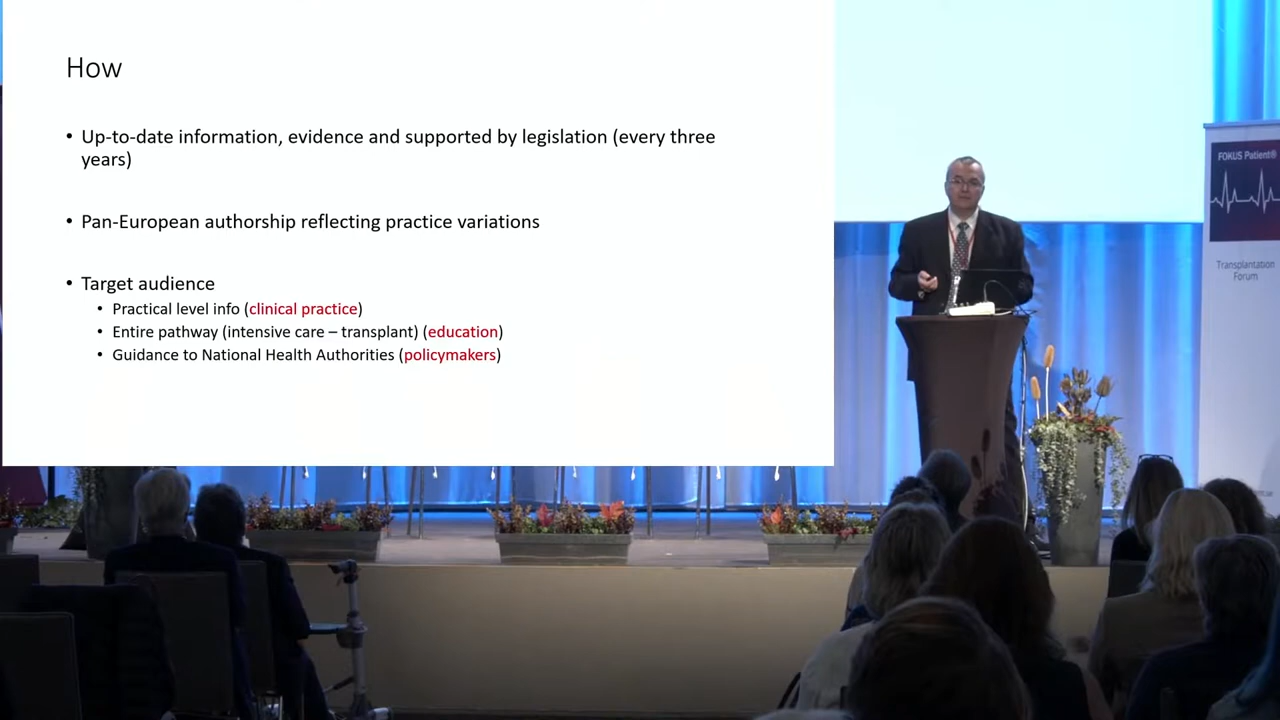 How
• Up-to-date information, evidence and supported by legislation (every three
years)
• Pan-European authorship reflecting practice variations
• Target audience
• Practical level info (clinical practice)
• Entire pathway (intensive care – transplant) (education)
• Guidance to National Health Authorities (policymakers)
FOKUS Patient®
Transplantation
Forum